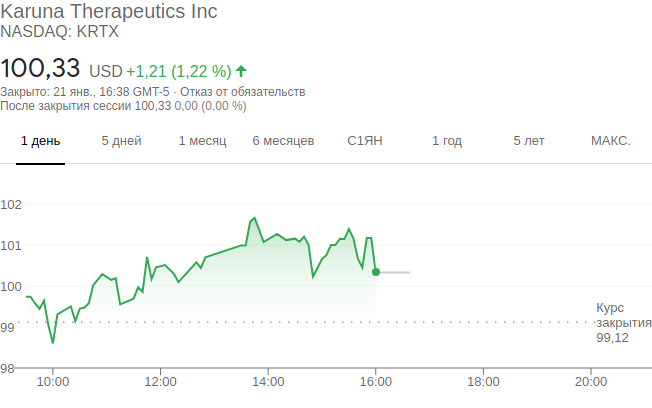 Karuna Therapeutics Inc
NASDAQ: KRTX
100,33 USD +1,21 (1,22 %)
Закрыто: 21 янв., 16:38 GMT-5 · Отказ от обязательств
После закрытия сессии 100,33 0,00 (0,00 %)
1 день 5 дней 1 месяц 6 месяцев С1ЯН 1 год 5 лет МАКС.
102
101
100
Курс
99 закрытия
99,12
98
10:00 12:00 14:00 16:00 18:00 20:00